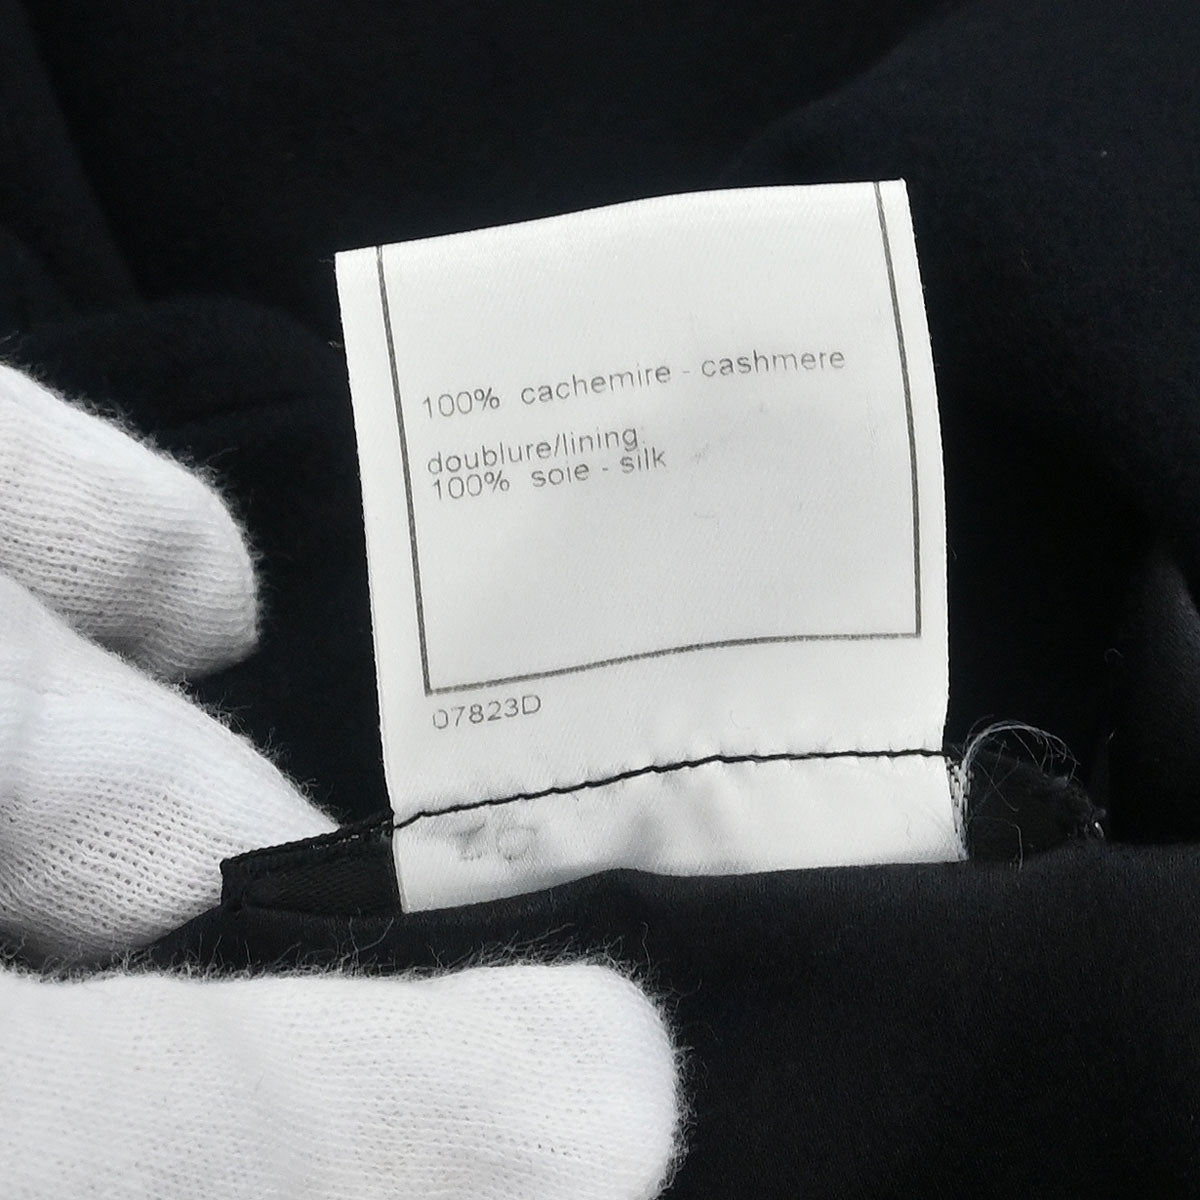 100% cachemire - cashmere
doublure/lining:
100% soie - silk
07823D